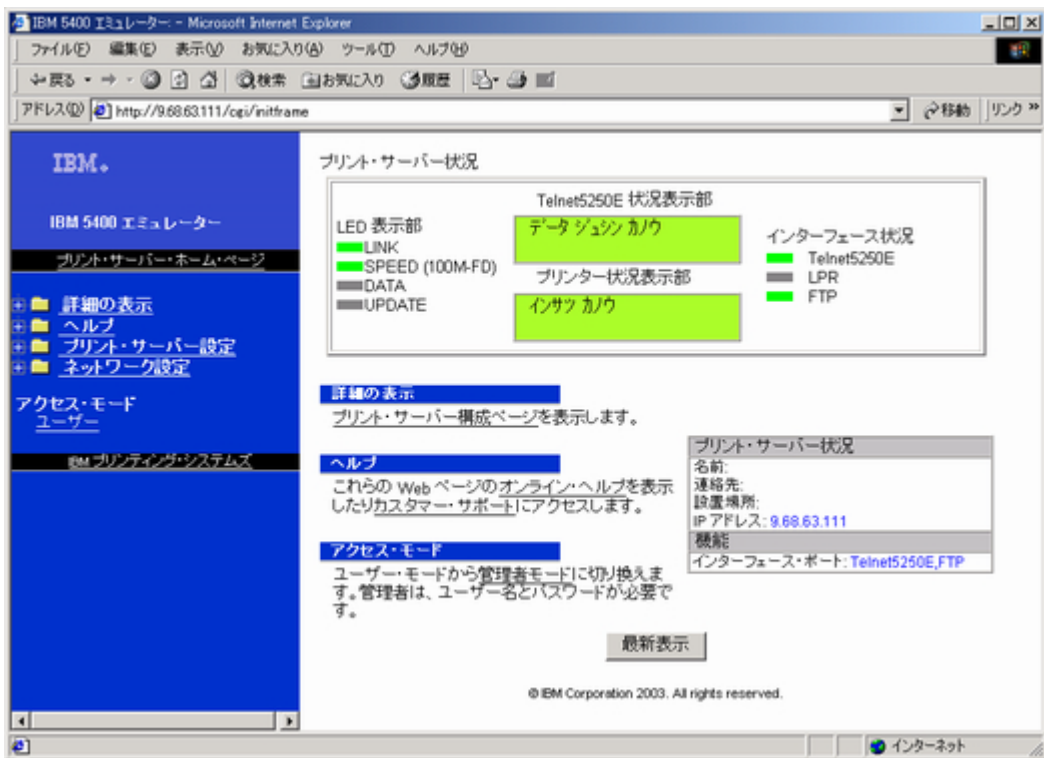 IBM 5400 エミュレーター: - Microsoft Internet Explorer
ファイル(F) 編集(E) 表示(V) お気に入り(A) ツール(T) ヘルプ(H)
戻る 検索 お気に入り 履歴
アドレス(D) http://9.68.63.111/cgi/initframe 移動 リンク »
IBM.
IBM 5400 エミュレーター
プリント・サーバー・ホーム・ページ
詳細の表示
ヘルプ
プリント・サーバー設定
ネットワーク設定
アクセス・モード
ユーザー
IBM プリンティング・システムズ
プリント・サーバー状況
LED 表示部
LINK
SPEED (100M-FD)
DATA
UPDATE
Telnet5250E 状況表示部
データ ジュシン カノウ
プリンター状況表示部
インサツ カノウ
インターフェース状況
Telnet5250E
LPR
FTP
詳細の表示
プリント・サーバー構成ページを表示します。
ヘルプ
これらの Web ページのオンライン・ヘルプを表示
したりカスタマー・サポートにアクセスします。
アクセス・モード
ユーザー・モードから管理者モードに切り換えま
す。管理者は、ユーザー名とパスワードが必要で
す。
プリント・サーバー状況
名前:
連絡先:
設置場所:
IP アドレス: 9.68.63.111
機能
インターフェース・ポート: Telnet5250E,FTP
最新表示
© IBM Corporation 2003. All rights reserved.
インターネット